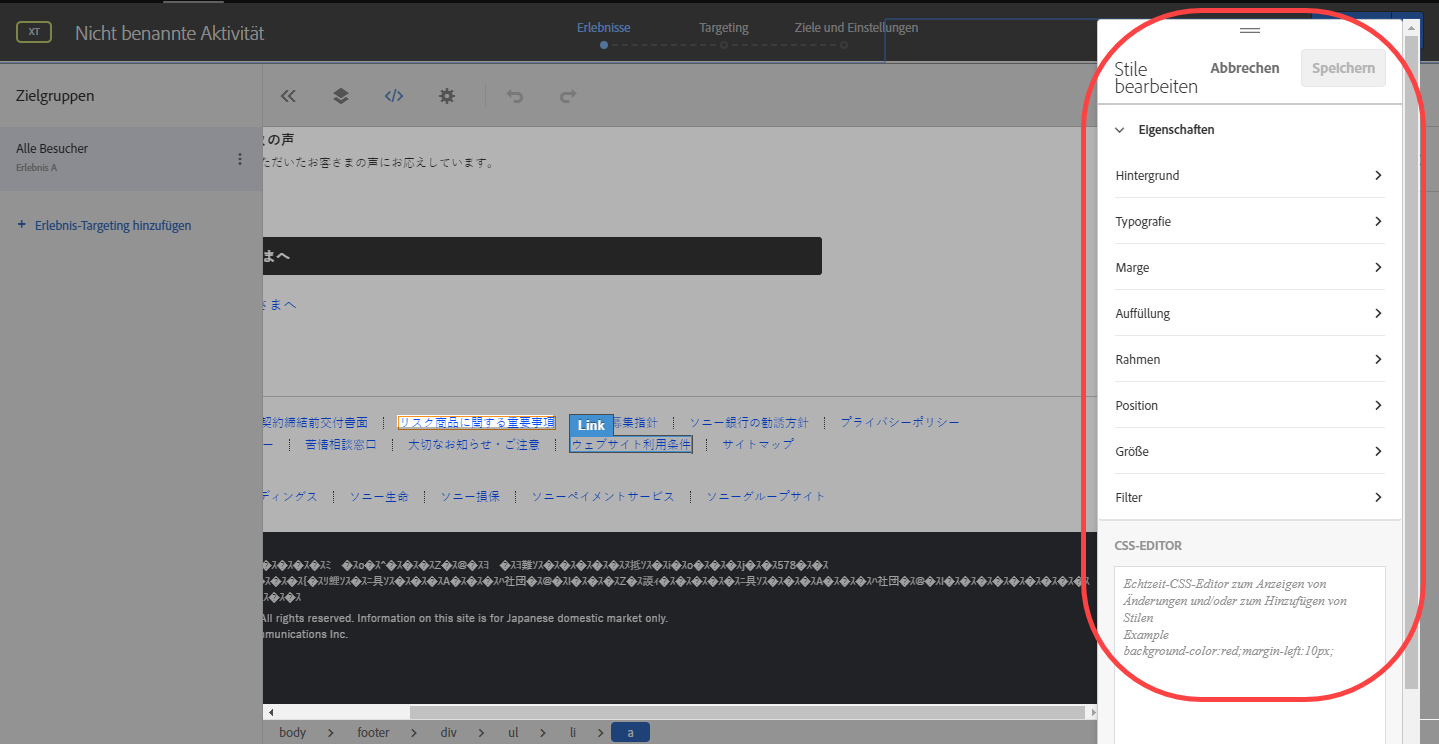 XT
Nicht benannte Aktivität
Erlebnisse
Targeting
Ziele und Einstellungen
Zielgruppen
Alle Besucher
Erlebnis A
+ Erlebnis-Targeting hinzufügen
の声
ただいたお客さまの声にお応えしています。
まへ
さまへ
契約締結前交付書面
リスク商品に関する重要事項
Link
募集指針
ソニー銀行の勧誘方針
プライバシーポリシー
ー
苦情相談窓口
大切なお知らせ・ご注意
ウェブサイト利用条件
サイトマップ
ディングス
ソニー生命
ソニー損保
ソニーペイメントサービス
ソニーグループサイト
All rights reserved. Information on this site is for Japanese domestic market only.
munications Inc.
body
footer
div
ul
li
a
Stile
bearbeiten
Abbrechen
Speichern
Eigenschaften
Hintergrund
Typografie
Marge
Auffüllung
Rahmen
Position
Größe
Filter
CSS-EDITOR
Echtzeit-CSS-Editor zum Anzeigen von
Änderungen und/oder zum Hinzufügen von
Stilen
Example
background-color:red;margin-left:10px;